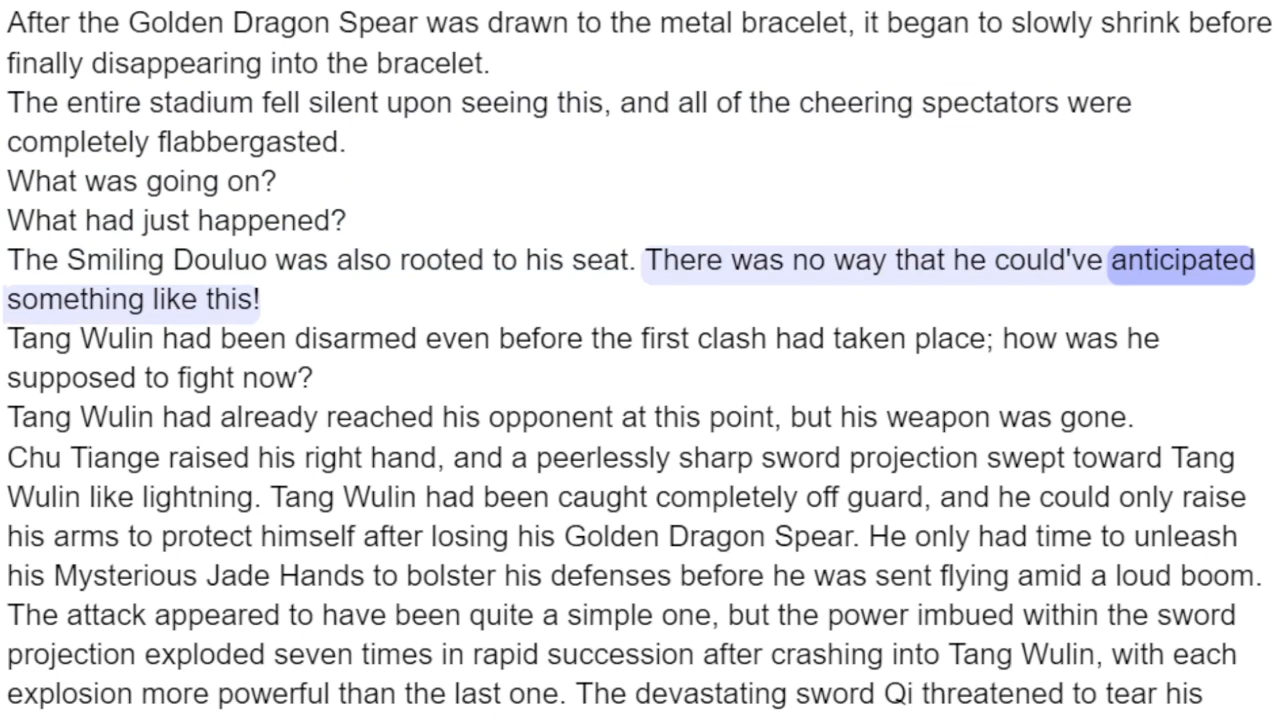 After the Golden Dragon Spear was drawn to the metal bracelet, it began to slowly shrink before
finally disappearing into the bracelet.
The entire stadium fell silent upon seeing this, and all of the cheering spectators were
completely flabbergasted.
What was going on?
What had just happened?
The Smiling Douluo was also rooted to his seat. There was no way that he could've anticipated
something like this!
Tang Wulin had been disarmed even before the first clash had taken place; how was he
supposed to fight now?
Tang Wulin had already reached his opponent at this point, but his weapon was gone.
Chu Tiange raised his right hand, and a peerlessly sharp sword projection swept toward Tang
Wulin like lightning. Tang Wulin had been caught completely off guard, and he could only raise
his arms to protect himself after losing his Golden Dragon Spear. He only had time to unleash
his Mysterious Jade Hands to bolster his defenses before he was sent flying amid a loud boom.
The attack appeared to have been quite a simple one, but the power imbued within the sword
projection exploded seven times in rapid succession after crashing into Tang Wulin, with each
explosion more powerful than the last one. The devastating sword Qi threatened to tear his